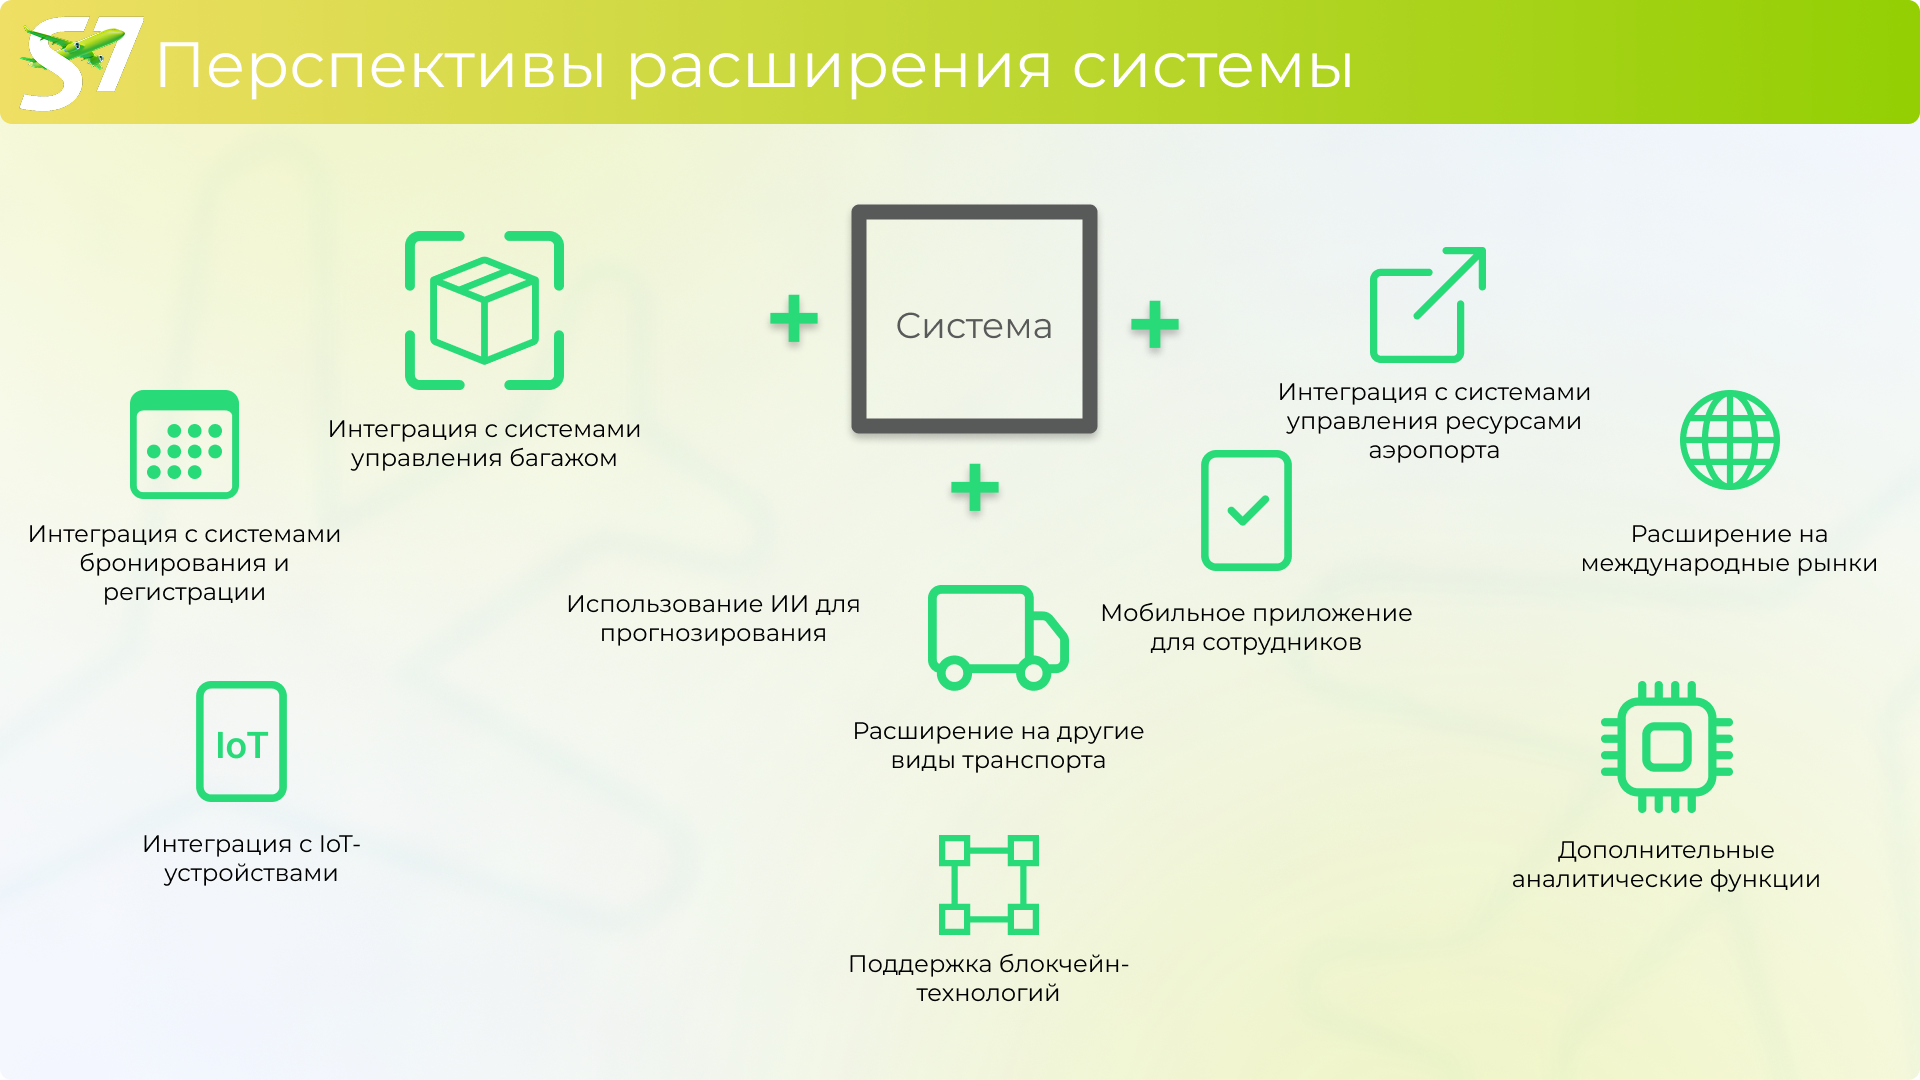 S7
Перспективы расширения системы
Система
Интеграция с системами
управления багажом
Интеграция с системами
управления ресурсами
аэропорта
Интеграция с системами
бронирования и
регистрации
Расширение на
международные рынки
Использование ИИ для
прогнозирования
Мобильное приложение
для сотрудников
IoT
Расширение на другие
виды транспорта
Интеграция с IoT-
устройствами
Дополнительные
аналитические функции
Поддержка блокчейн-
технологий